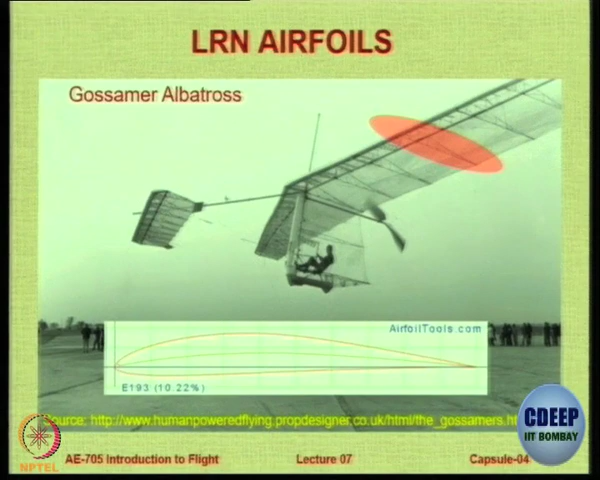 LRN AIRFOILS
Gossamer Albatross
AirfoilTools.com
E193 (10.22%)
Source: http://www.humanpoweredflying.propdesigner.co.uk/html/the_gossamers.
CDEEP
IIT BOMBAY
NPTEL
AE-705 Introduction to Flight
Lecture 07
Capsule-04